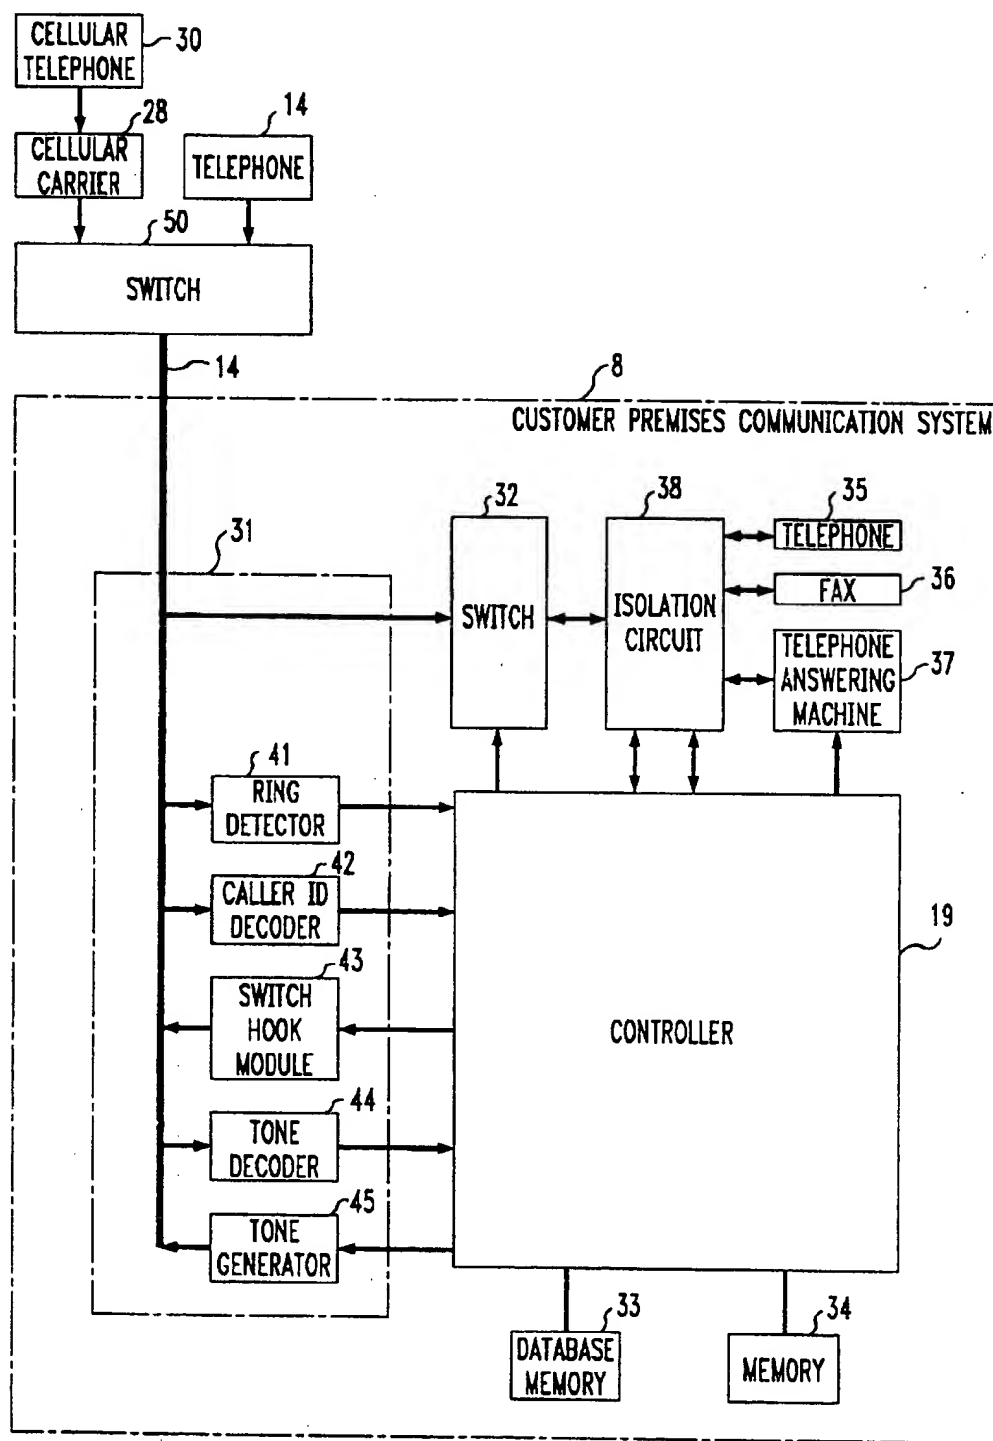 CELLULAR
TELEPHONE
30
28
14
CELLULAR
CARRIER
TELEPHONE
50
SWITCH
14
8
CUSTOMER PREMISES COMMUNICATION SYSTEM
31
32
38
35
TELEPHONE
SWITCH
ISOLATION
CIRCUIT
FAX
36
TELEPHONE
ANSWERING
MACHINE
37
41
RING
DETECTOR
42
CALLER ID
DECODER
19
43
SWITCH
HOOK
MODULE
CONTROLLER
44
TONE
DECODER
45
TONE
GENERATOR
33
34
DATABASE
MEMORY
MEMORY